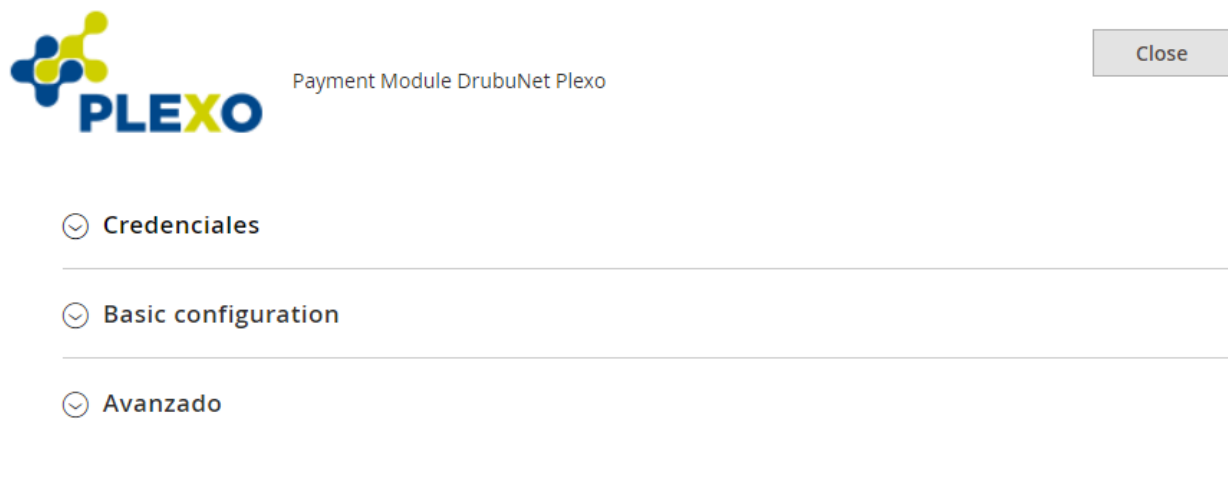 PLEXO
Payment Module DrubuNet Plexo
Close
Credenciales
Basic configuration
Avanzado